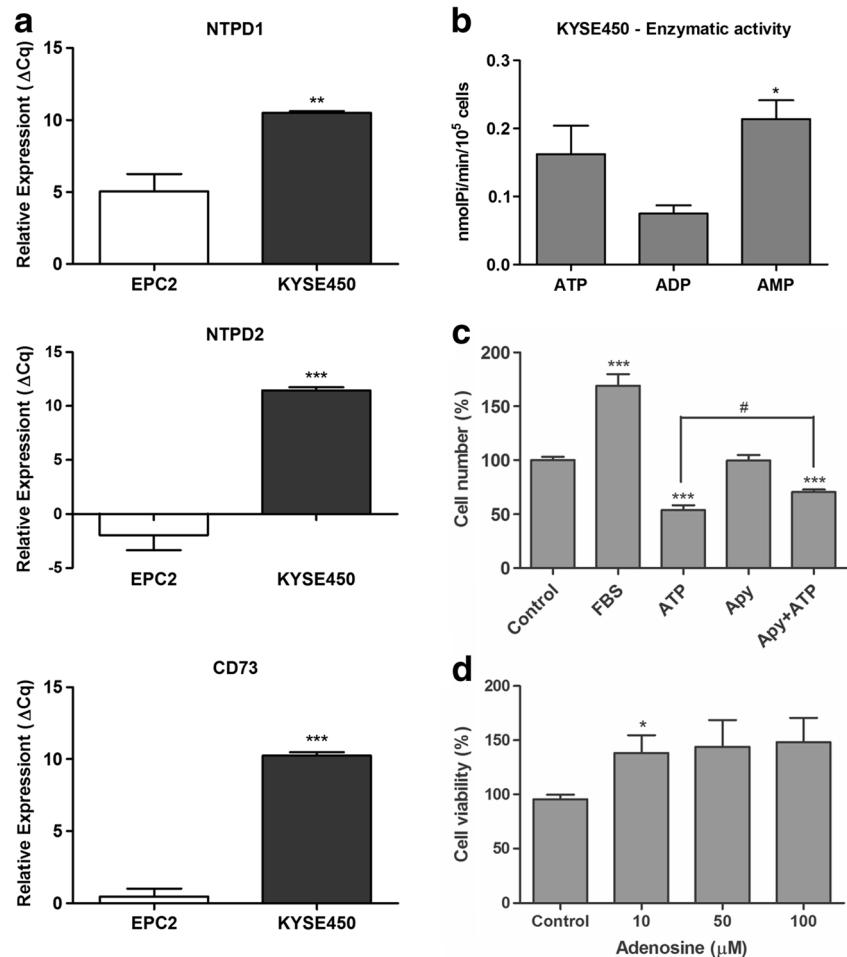 a
NTPD1
Relative Expressiont (ΔCq)
15
10
5
0
**
EPC2 KYSE450
NTPD2
Relative Expressiont (ΔCq)
15
10
5
0
-5
***
EPC2 KYSE450
CD73
Relative Expressiont (ΔCq)
15
10
5
0
***
EPC2 KYSE450
b
KYSE450 - Enzymatic activity
nmolPi/min/10⁵ cells
0.3
0.2
0.1
0.0
*
ATP ADP AMP
c
Cell number (%)
200
150
100
50
0
***
***
#
***
Control FBS ATP Apy Apy+ATP
d
Cell viability (%)
200
150
100
50
0
*
Control 10 50 100
Adenosine (μM)